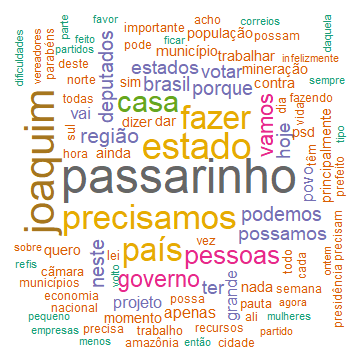 daquela
favor acho correios
parte importante população possam
dificuldades
vereadores
feito pode município ficar infelizmente
partidos
parabéns
deputados
estados votar trabalhar
deste sim brasil porque mineração sempre
norte casa contra
vai dizer dar fazer vamos hoje dia vida fazendo
todas
sul
hora ainda região estado psd povo têm principalmente prefeito tipo
joaquim
passarinho
precisamos podemos
possamos
sobre quero neste país pessoas
vez
refis cãmara lei governo ter grande nada todo cada ontem presidência precisam
municípios volto semana
economia projeto possa pauta agora
nacional
pequeno momento apenas ali mulheres
empresas precisa trabalho recursos partido
menos amazônia então cidade